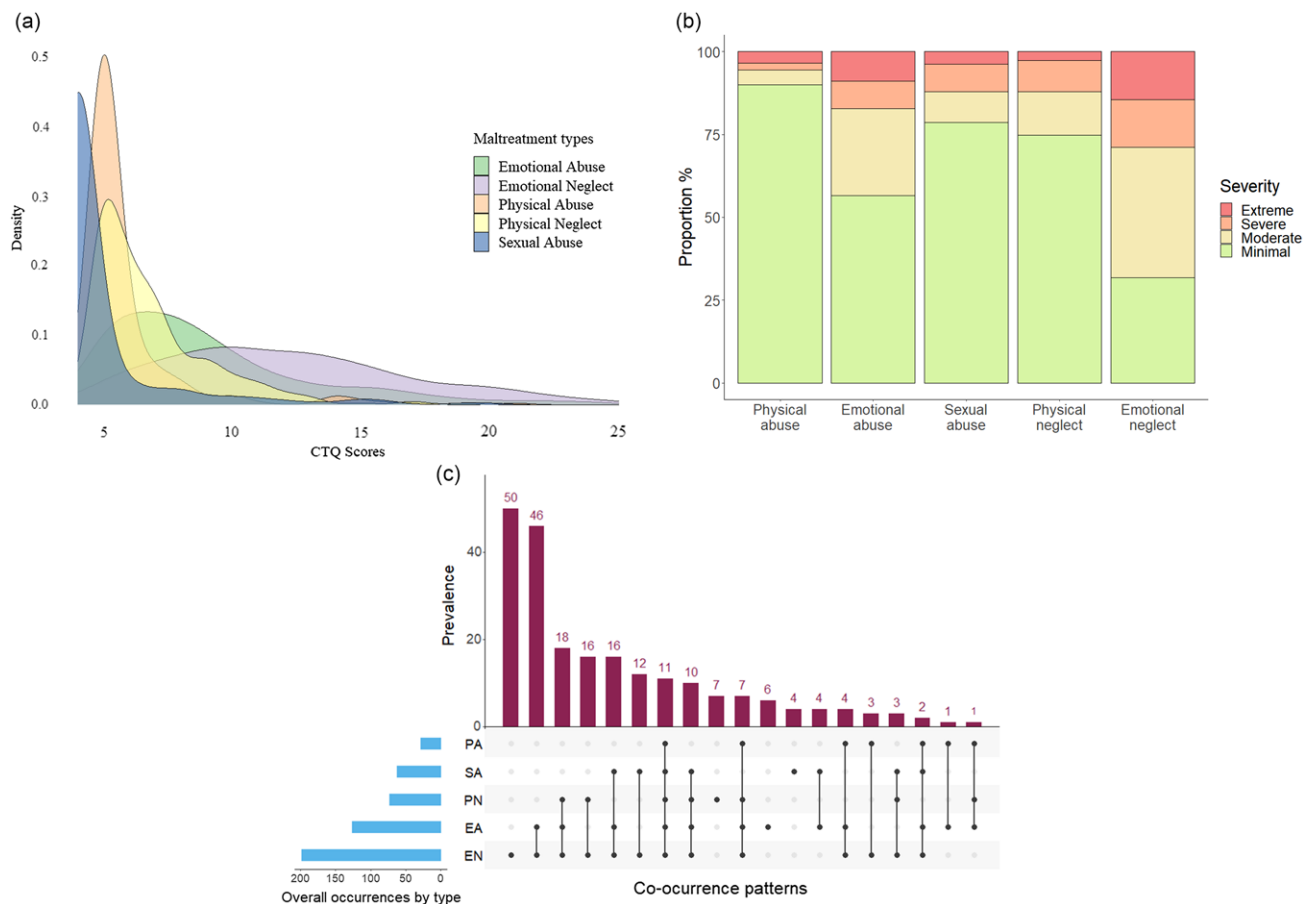 (a)
0.5
0.4
0.3
0.2
0.1
0.0
Density
5 10 15 20 25
CTQ Scores
Maltreatment types
Emotional Abuse
Emotional Neglect
Physical Abuse
Physical Neglect
Sexual Abuse
(b)
100
75
50
25
0
Proportion %
Physical abuse
Emotional abuse
Sexual abuse
Physical neglect
Emotional neglect
Severity
Extreme
Severe
Moderate
Minimal
(c)
Prevalence
40
20
0
50 46 18 16 16 12 11 10 7 7 6 4 4 4 3 3 2 1 1
PA
SA
PN
EA
EN
200 150 100 50 0
Overall occurrences by type
Co-ocurrence patterns